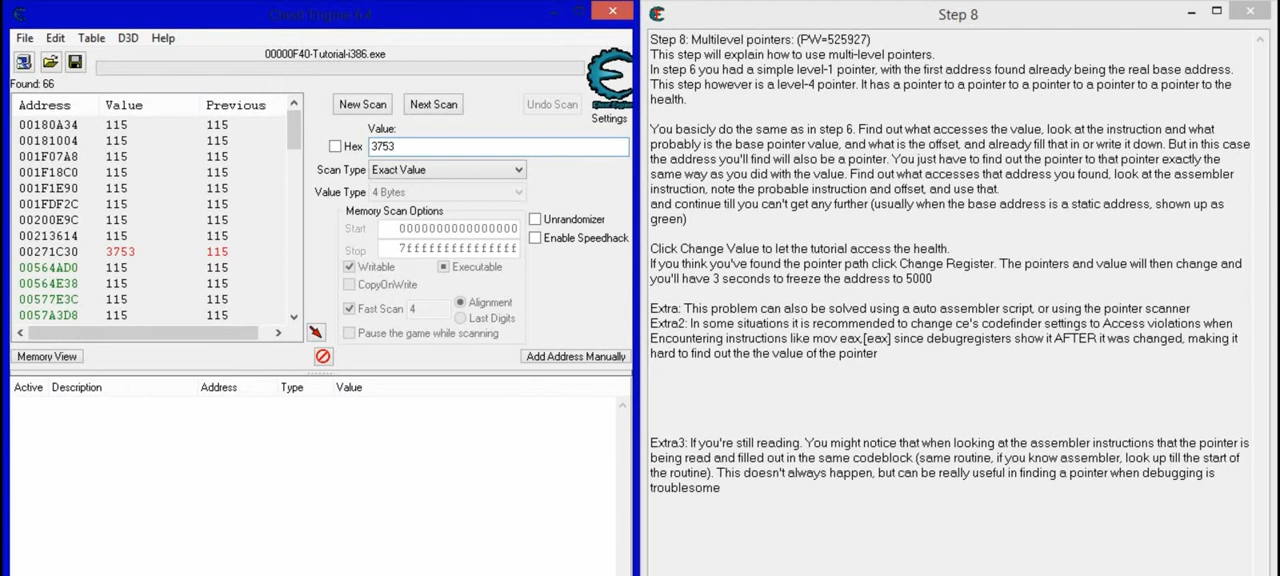 Cheat Engine 6.4
File Edit Table D3D Help
00000F40-Tutorial-i386.exe
Found: 66
Address Value Previous
00180A34 115 115
00181004 115 115
001F07A8 115 115
001F18C0 115 115
001F1E90 115 115
001FDF2C 115 115
00200E9C 115 115
00213614 115 115
00271C30 3753 115
00564AD0 115 115
00564E38 115 115
00577E3C 115 115
0057A3D8 115 115
New Scan Next Scan Undo Scan
Settings
Value:
Hex 3753
Scan Type Exact Value
Value Type 4 Bytes
Memory Scan Options
Start 0000000000000000
Stop 7fffffffffffffff
Writable Executable
CopyOnWrite
Fast Scan 4 Alignment
Last Digits
Pause the game while scanning
Unrandomizer
Enable Speedhack
Memory View Add Address Manually
Active Description Address Type Value
Step 8
Step 8: Multilevel pointers: (PW=525927)
This step will explain how to use multi-level pointers.
In step 6 you had a simple level-1 pointer, with the first address found already being the real base address.
This step however is a level-4 pointer. It has a pointer to a pointer to a pointer to a pointer to a pointer to the
health.
You basicly do the same as in step 6. Find out what accesses the value, look at the instruction and what
probably is the base pointer value, and what is the offset, and already fill that in or write it down. But in this case
the address you'll find will also be a pointer. You just have to find out the pointer to that pointer exactly the
same way as you did with the value. Find out what accesses that address you found, look at the assembler
instruction, note the probable instruction and offset, and use that.
and continue till you can't get any further (usually when the base address is a static address, shown up as
green)
Click Change Value to let the tutorial access the health.
If you think you've found the pointer path click Change Register. The pointers and value will then change and
you'll have 3 seconds to freeze the address to 5000
Extra: This problem can also be solved using a auto assembler script, or using the pointer scanner
Extra2: In some situations it is recommended to change ce's codefinder settings to Access violations when
Encountering instructions like mov eax,[eax] since debugregisters show it AFTER it was changed, making it
hard to find out the the value of the pointer
Extra3: If you're still reading. You might notice that when looking at the assembler instructions that the pointer is
being read and filled out in the same codeblock (same routine, if you know assembler, look up till the start of
the routine). This doesn't always happen, but can be really useful in finding a pointer when debugging is
troublesome